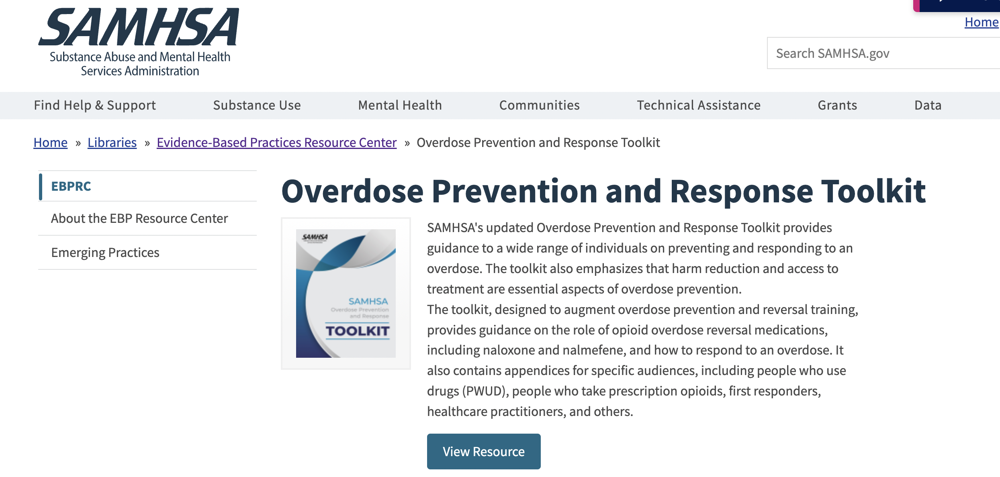 SAMHSA
Substance Abuse and Mental Health
Services Administration
Home
Search SAMHSA.gov
Find Help & Support Substance Use Mental Health Communities Technical Assistance Grants Data
Home » Libraries » Evidence-Based Practices Resource Center » Overdose Prevention and Response Toolkit
EBPRC
About the EBP Resource Center
Emerging Practices
Overdose Prevention and Response Toolkit
SAMHSA
SAMHSA
Overdose Prevention
and Response
TOOLKIT
SAMHSA's updated Overdose Prevention and Response Toolkit provides
guidance to a wide range of individuals on preventing and responding to an
overdose. The toolkit also emphasizes that harm reduction and access to
treatment are essential aspects of overdose prevention.
The toolkit, designed to augment overdose prevention and reversal training,
provides guidance on the role of opioid overdose reversal medications,
including naloxone and nalmefene, and how to respond to an overdose. It
also contains appendices for specific audiences, including people who use
drugs (PWUD), people who take prescription opioids, first responders,
healthcare practitioners, and others.
View Resource